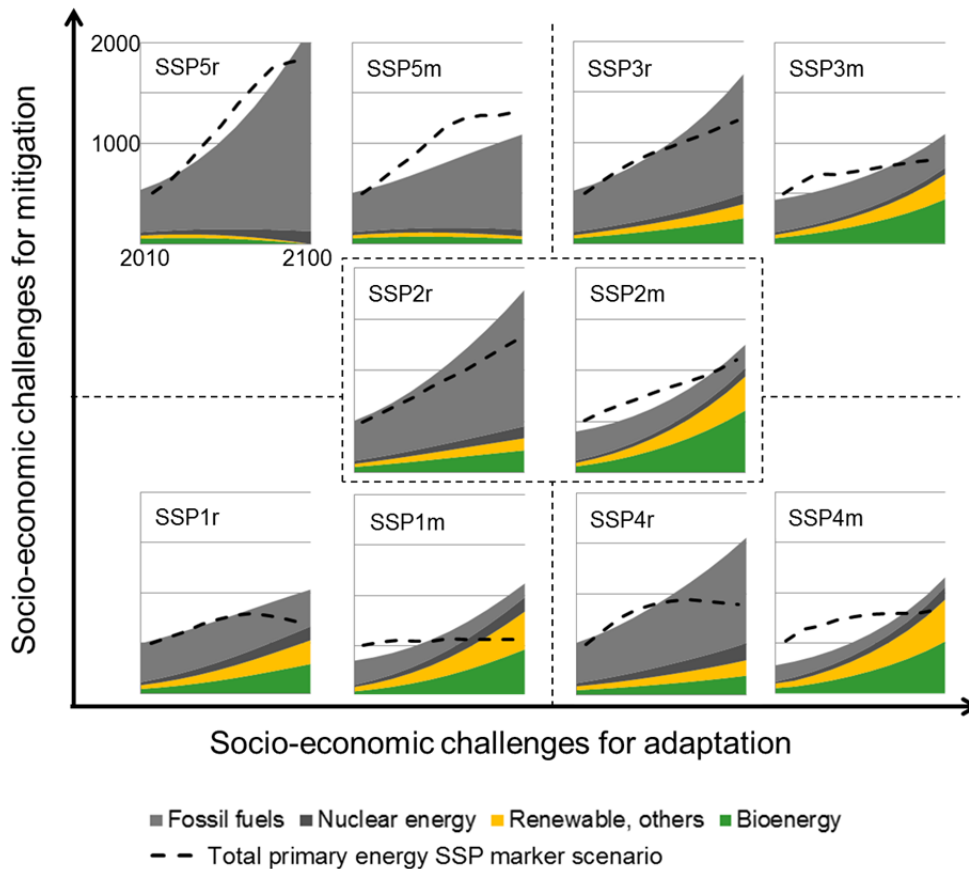 Socio-economic challenges for mitigation
2000
1000
2010
2100
SSP5r
SSP5m
SSP3r
SSP3m
SSP2r
SSP2m
SSP1r
SSP1m
SSP4r
SSP4m
Socio-economic challenges for adaptation
Fossil fuels Nuclear energy Renewable, others Bioenergy
Total primary energy SSP marker scenario